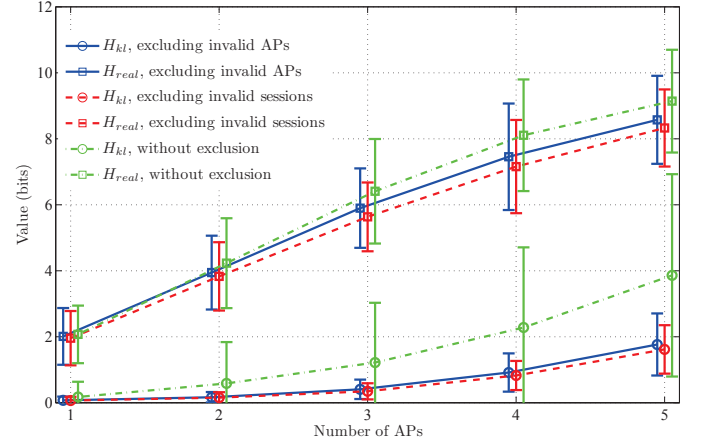 12
10
8
6
4
2
0
Value (bits)
H_kl, excluding invalid APs
H_real, excluding invalid APs
H_kl, excluding invalid sessions
H_real, excluding invalid sessions
H_kl, without exclusion
H_real, without exclusion
1 2 3 4 5
Number of APs